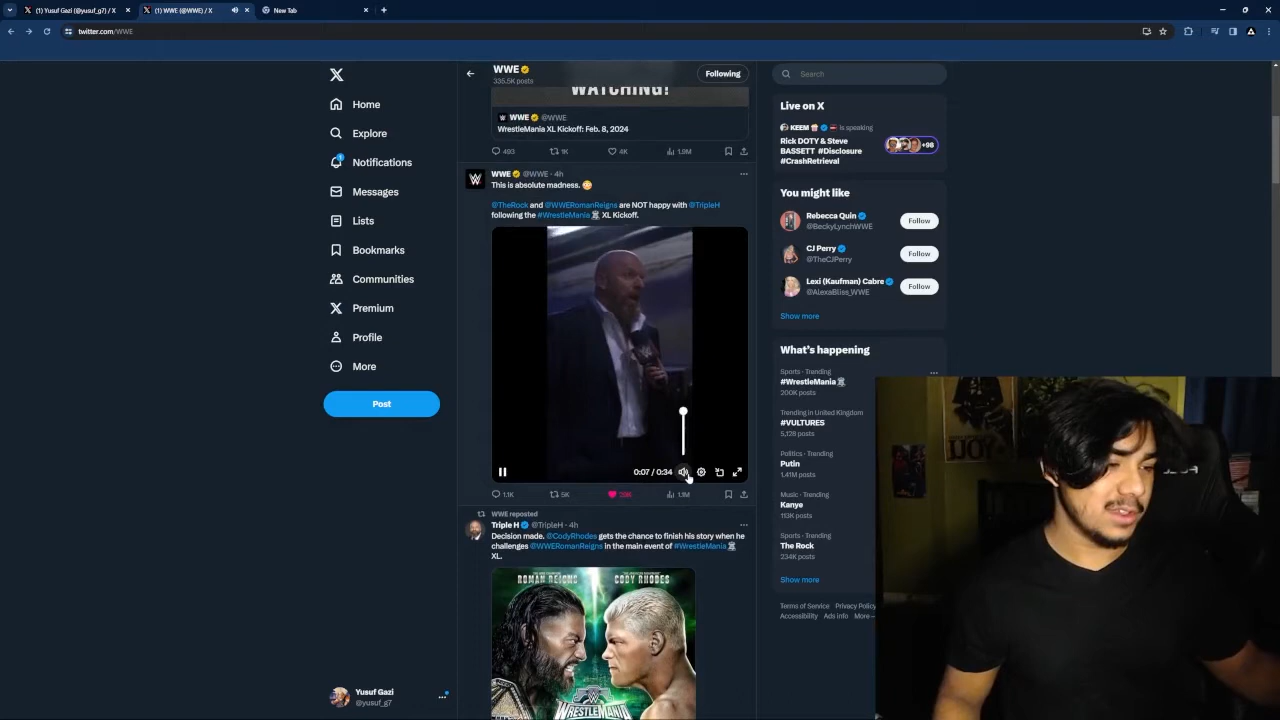 (1) Yusuf Gazi (@yusuf_g7) / X
(1) WWE (@WWE) / X
New Tab
twitter.com/WWE
Home
Explore
1
Notifications
Messages
Lists
Bookmarks
Communities
Premium
Profile
More
Post
Yusuf Gazi
@yusuf_g7
WWE
335.5K posts
Following
WATCHING!
WWE @WWE
WrestleMania XL Kickoff: Feb. 8, 2024
493 1K 4K 1.9M
WWE @WWE · 4h
This is absolute madness. 😳
@TheRock and @WWERomanReigns are NOT happy with @TripleH
following the #WrestleMania XL Kickoff.
0:07 / 0:34
1.1K 5K 29K 1.1M
WWE reposted
Triple H @TripleH · 4h
Decision made. @CodyRhodes gets the chance to finish his story when he
challenges @WWERomanReigns in the main event of #WrestleMania
XL.
ROMAN REIGNS CODY RHODES
WRESTLEMANIA
Search
Live on X
KEEM is speaking
Rick DOTY & Steve
BASSETT #Disclosure
#CrashRetrieval
+98
You might like
Rebecca Quin
@BeckyLynchWWE
Follow
CJ Perry
@TheCJPerry
Follow
Lexi (Kaufman) Cabre
@AlexaBliss_WWE
Follow
Show more
What's happening
Sports · Trending
#WrestleMania
200K posts
Trending in United Kingdom
#VULTURES
5,128 posts
Politics · Trending
Putin
1.41M posts
Music · Trending
Kanye
113K posts
Sports · Trending
The Rock
234K posts
Show more
Terms of Service Privacy Policy
Accessibility Ads info More